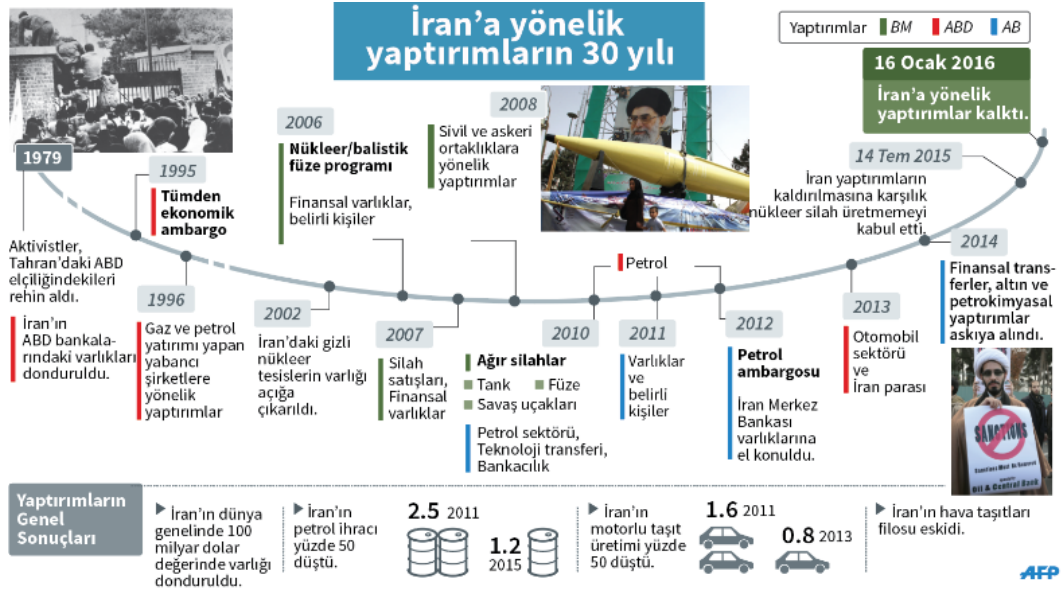 İran'a yönelik
yaptırımların 30 yılı
Yaptırımlar BM ABD AB
16 Ocak 2016
İran'a yönelik
yaptırımlar kalktı.
1979
Aktivistler,
Tahran'daki ABD
elçiliğindekileri
rehin aldı.
İran'ın
ABD bankala-
rındaki varlıkları
donduruldu.
1995
Tümden
ekonomik
ambargo
1996
Gaz ve petrol
yatırımı yapan
yabancı
şirketlere
yönelik
yaptırımlar
2002
İran'daki gizli
nükleer
tesislerin varlığı
açığa
çıkarıldı.
2006
Nükleer/balistik
füze programı
Finansal varlıklar,
belirli kişiler
2007
Silah
satışları,
Finansal
varlıklar
2008
Sivil ve askeri
ortaklıklara
yönelik
yaptırımlar
2010
Ağır silahlar
Tank Füze
Savaş uçakları
Petrol sektörü,
Teknoloji transferi,
Bankacılık
Petrol
2011
Varlıklar
ve
belirli
kişiler
2012
Petrol
ambargosu
İran Merkez
Bankası
varlıklarına
el konuldu.
2013
Otomobil
sektörü
ve
İran parası
2014
Finansal trans-
ferler, altın ve
petrokimyasal
yaptırımlar
askıya alındı.
14 Tem 2015
İran yaptırımların
kaldırılmasına karşılık
nükleer silah üretmemeyi
kabul etti.
SANCTIONS
Sanctions Must Be Removed
Oil & Central Bank
Yaptırımların
Genel
Sonuçları
İran'ın dünya
genelinde 100
milyar dolar
değerinde varlığı
donduruldu.
İran'ın
petrol ihracı
yüzde 50
düştü.
2.5 2011
1.2
2015
İran'ın
motorlu taşıt
üretimi yüzde
50 düştü.
1.6 2011
0.8 2013
İran'ın hava taşıtları
filosu eskidi.
AFP